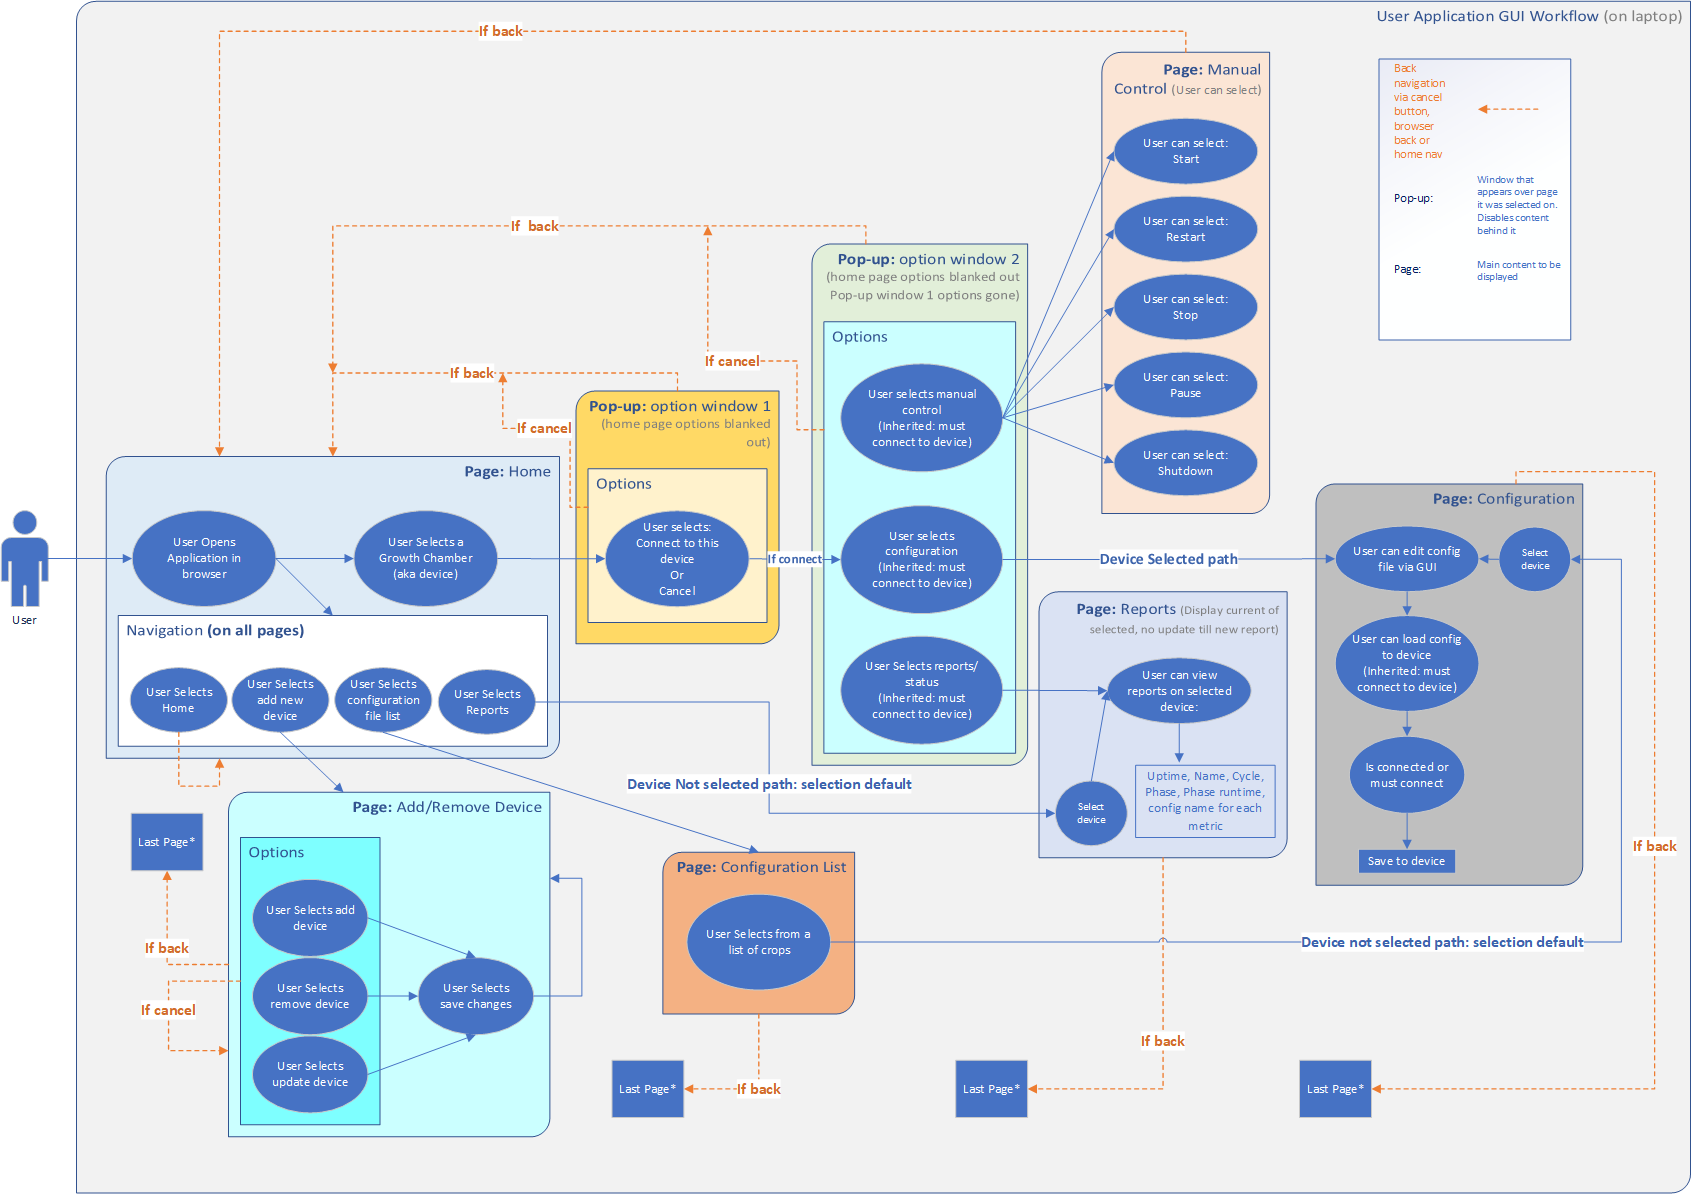 User Application GUI Workflow (on laptop)
If back
Page: Manual
Control (User can select)
User can select:
Start
User can select:
Restart
User can select:
Stop
User can select:
Pause
User can select:
Shutdown
Back
navigation
via cancel
button,
browser
back or
home nav
Pop-up:
Window that
appears over page
it was selected on.
Disables content
behind it
Page:
Main content to be
displayed
If  back
If cancel
Pop-up: option window 2
(home page options blanked out
Pop-up window 1 options gone)
Options
User selects manual
control
(Inherited: must
connect to device)
User selects
configuration
(Inherited: must
connect to device)
User Selects reports/
status
(Inherited: must
connect to device)
If back
If cancel
Pop-up: option window 1
(home page options blanked
out)
Options
User selects:
Connect to this
device
Or
Cancel
If connect
User
Page: Home
User Opens
Application in
browser
User Selects a
Growth Chamber
(aka device)
Navigation (on all pages)
User Selects
Home
User Selects
add new
device
User Selects
configuration
file list
User Selects
Reports
Device Selected path
Page: Configuration
User can edit config
file via GUI
Select
device
User can load config
to device
(Inherited: must
connect to device)
Is connected or
must connect
Save to device
If back
Page: Reports (Display current of
selected, no update till new report)
User can view
reports on selected
device:
Select
device
Uptime, Name, Cycle,
Phase, Phase runtime,
config name for each
metric
Device Not selected path: selection default
Last Page*
If back
If cancel
Page: Add/Remove Device
Options
User Selects add
device
User Selects
remove device
User Selects
update device
User Selects
save changes
Page: Configuration List
User Selects from a
list of crops
Device not selected path: selection default
Last Page*
If back
Last Page*
If back
Last Page*